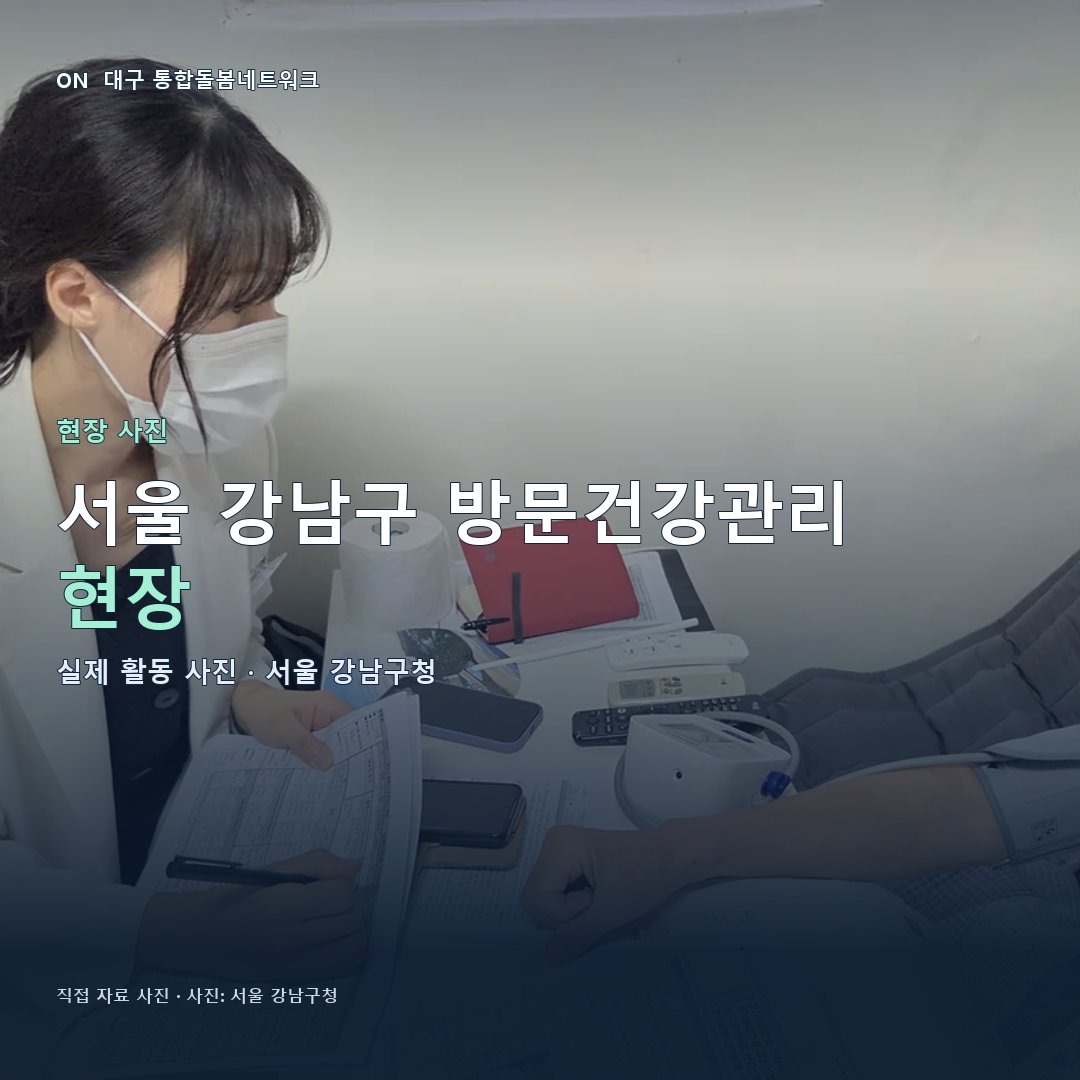 ON 대구 통합돌봄네트워크
현장 사진
서울 강남구 방문건강관리
현장
실제 활동 사진 · 서울 강남구청
직접 자료 사진 · 사진: 서울 강남구청